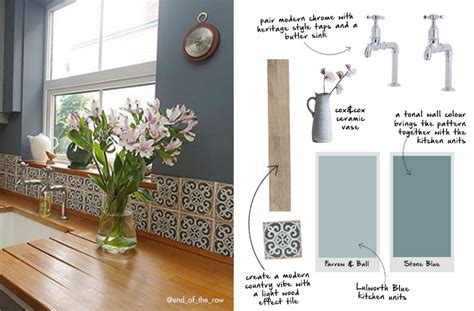 pair modern chrome with
heritage style taps and a
butler sink
cox&cox
ceramic
vase
a tonal wall colour
brings the pattern
together with the
kitchen units
Farrow & Ball
Stone Blue
create a modern
country vibe with
a light wood
effect tile
Lulworth Blue
kitchen units
@end_of_the_row